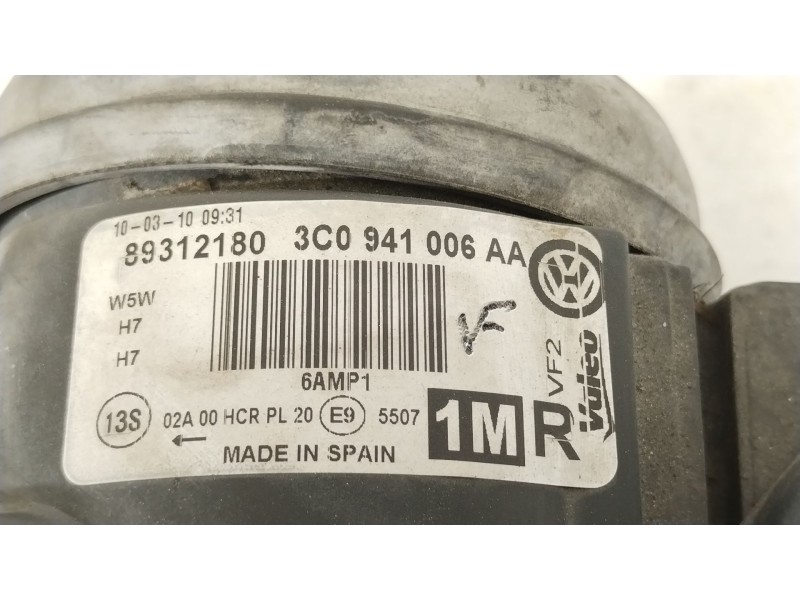 10-03-10 09:31
89312180 3C0 941 006 AA
W5W
H7
H7
VF
6AMP1
VF2
Valeo
13S 02A 00 HCR PL 20 E9 5507 1M R
MADE IN SPAIN